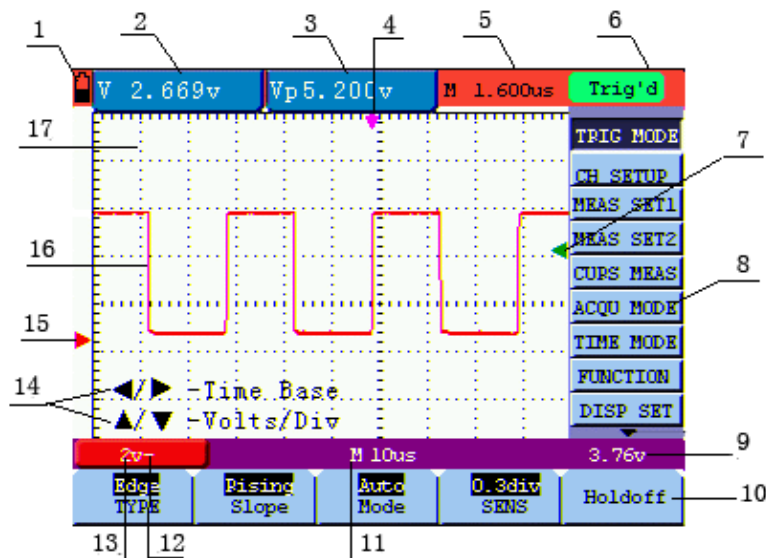 1 2 3 4 5 6
V 2.669v Vp5.200v M 1.600us Trig'd
17
TRIG MODE
7
CH SETUP
MEAS SET1
MEAS SET2
16
CURS MEAS
8
ACQU MODE
15
TIME MODE
FUNCTION
14
◀/▶ -Time Base
DISP SET
▲/▼ -Volts/Div
9
2v- M 10us 3.76v
Edge Rising Auto 0.3div Holdoff 10
TYPE Slope Mode SENS
13 12 11